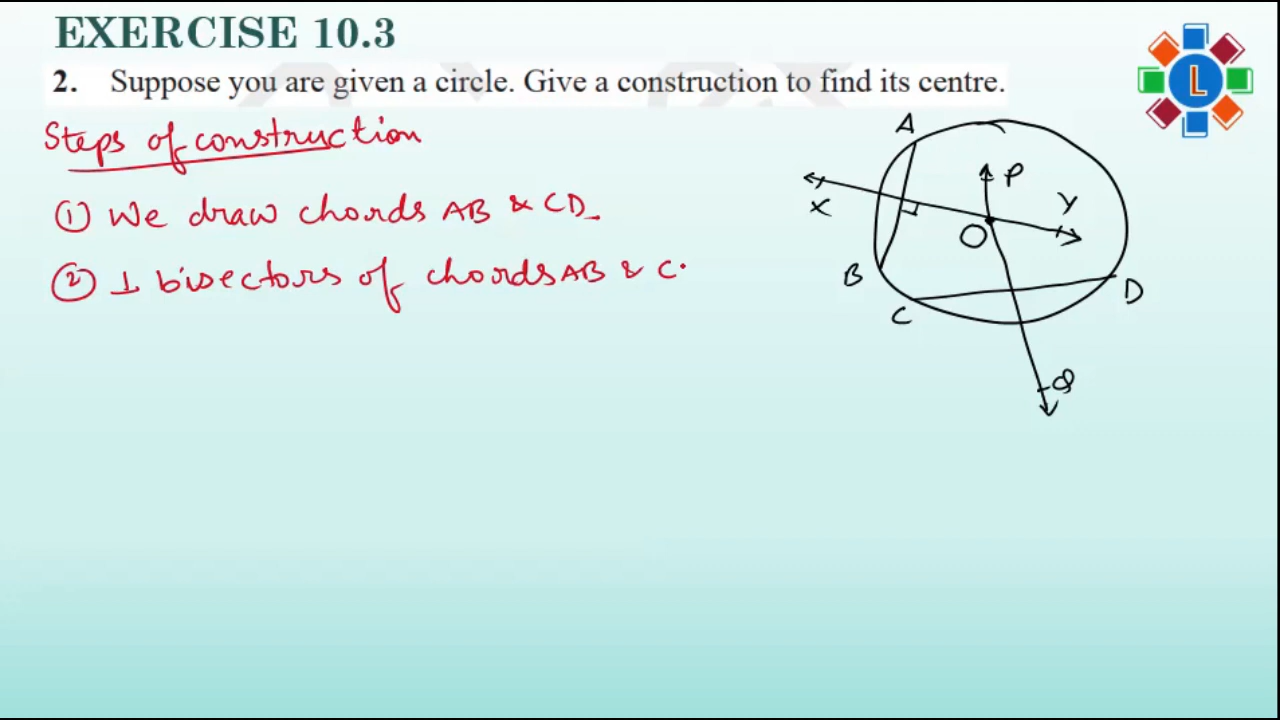 EXERCISE 10.3
2. Suppose you are given a circle. Give a construction to find its centre.
L
Steps of construction
① We draw chords AB & CD
② ⊥ bisectors of chords AB & C
A
P
X
Y
O
B
C
D
Q